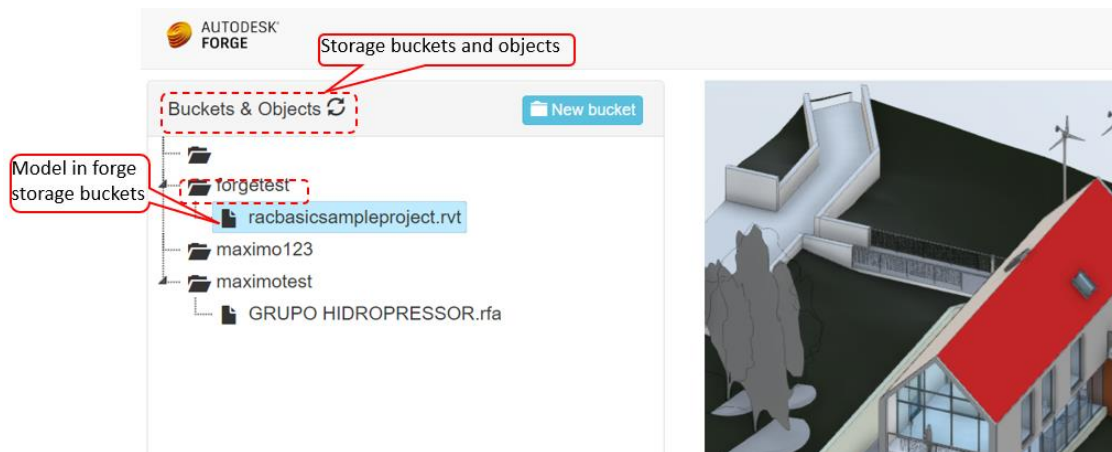 AUTODESK
FORGE
Storage buckets and objects
Buckets & Objects
New bucket
Model in forge
storage buckets
forgetest
racbasicsampleproject.rvt
maximo123
maximotest
GRUPO HIDROPRESSOR.rfa